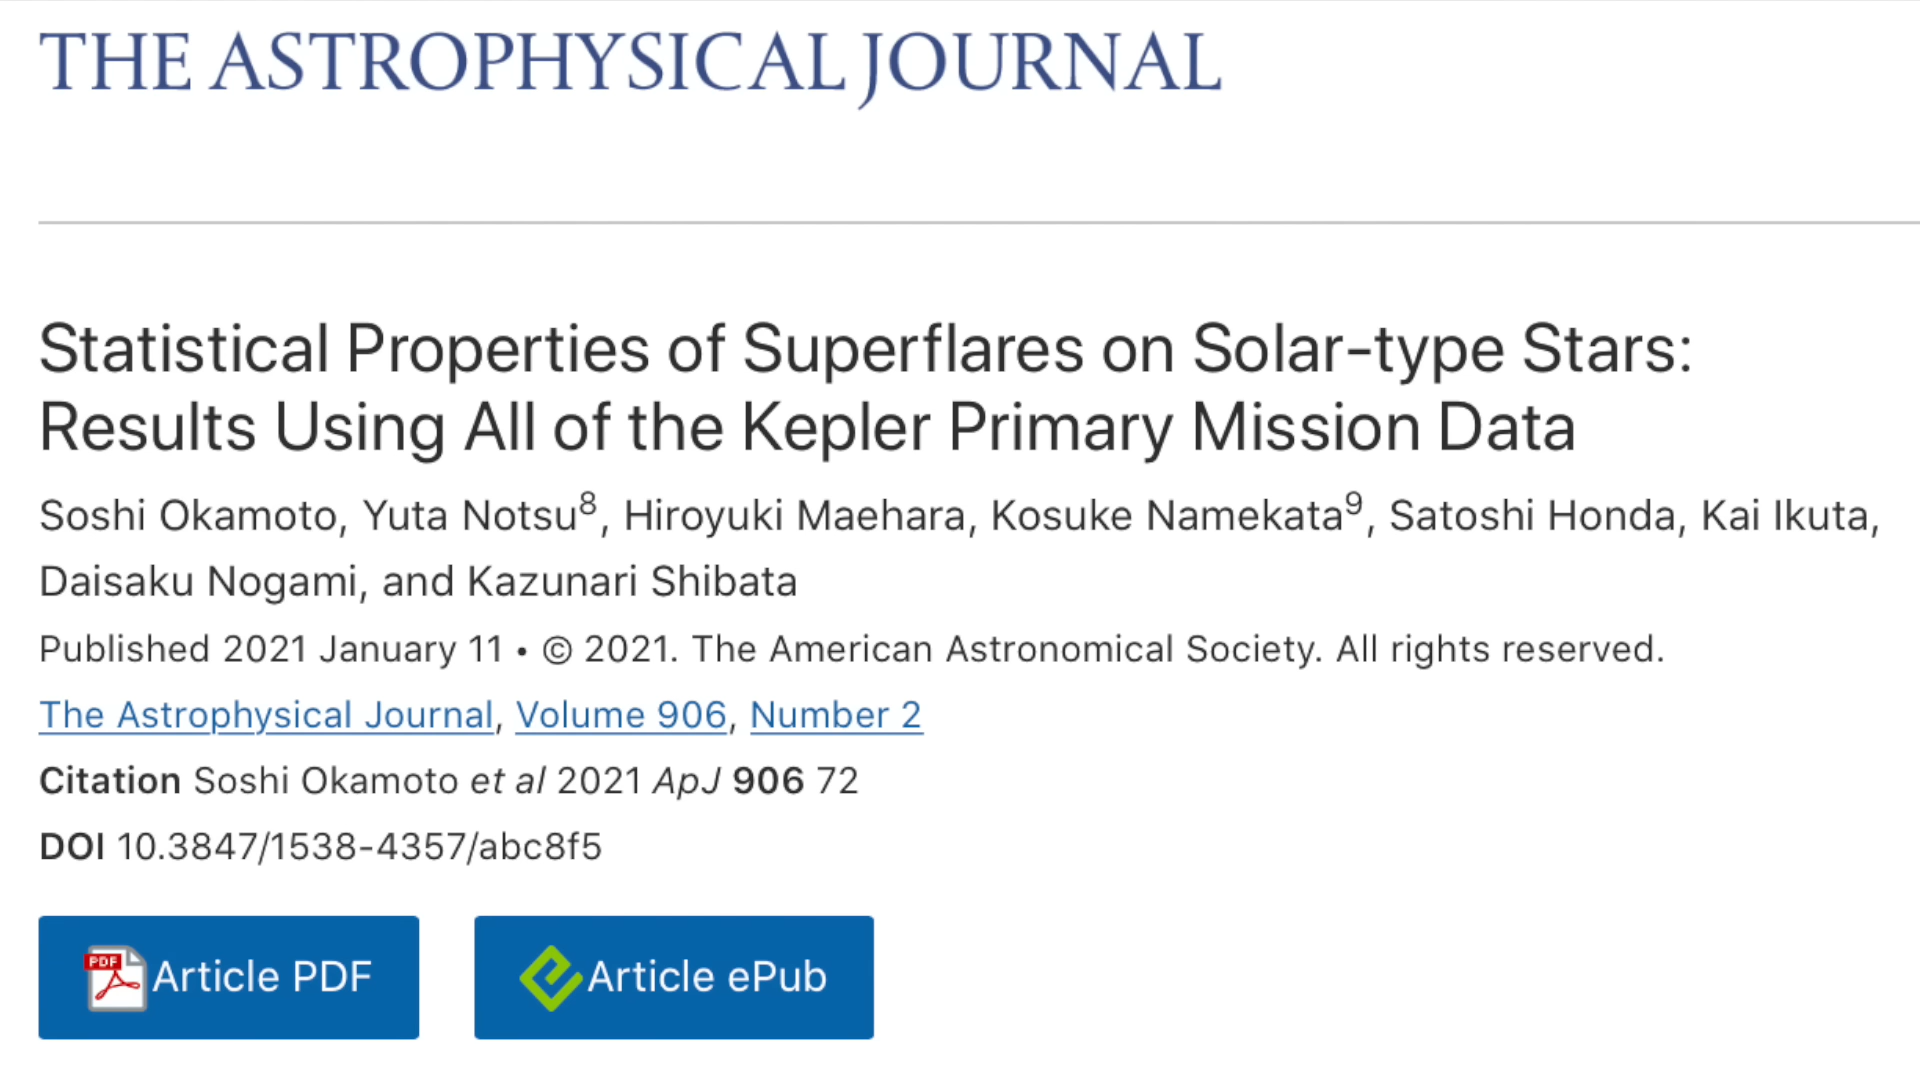 THE ASTROPHYSICAL JOURNAL
Statistical Properties of Superflares on Solar-type Stars:
Results Using All of the Kepler Primary Mission Data
Soshi Okamoto, Yuta Notsu⁸, Hiroyuki Maehara, Kosuke Namekata⁹, Satoshi Honda, Kai Ikuta,
Daisaku Nogami, and Kazunari Shibata
Published 2021 January 11 • © 2021. The American Astronomical Society. All rights reserved.
The Astrophysical Journal, Volume 906, Number 2
Citation Soshi Okamoto et al 2021 ApJ 906 72
DOI 10.3847/1538-4357/abc8f5
PDF Article PDF Article ePub